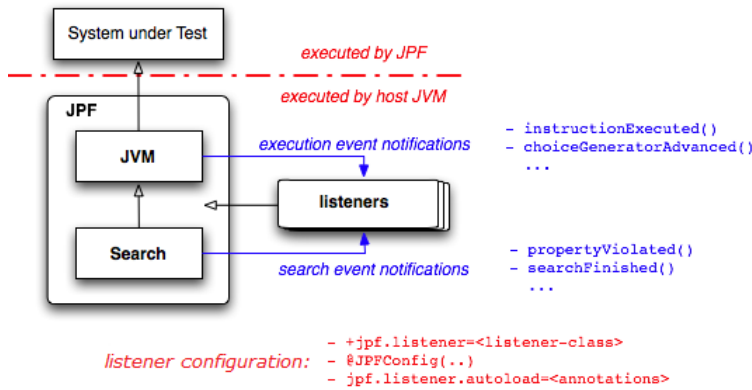 System under Test
executed by JPF
executed by host JVM
JPF
JVM
execution event notifications
- instructionExecuted()
- choiceGeneratorAdvanced()
...
listeners
Search
search event notifications
- propertyViolated()
- searchFinished()
...
listener configuration:
- +jpf.listener=<listener-class>
- @JPFConfig(..)
- jpf.listener.autoload=<annotations>